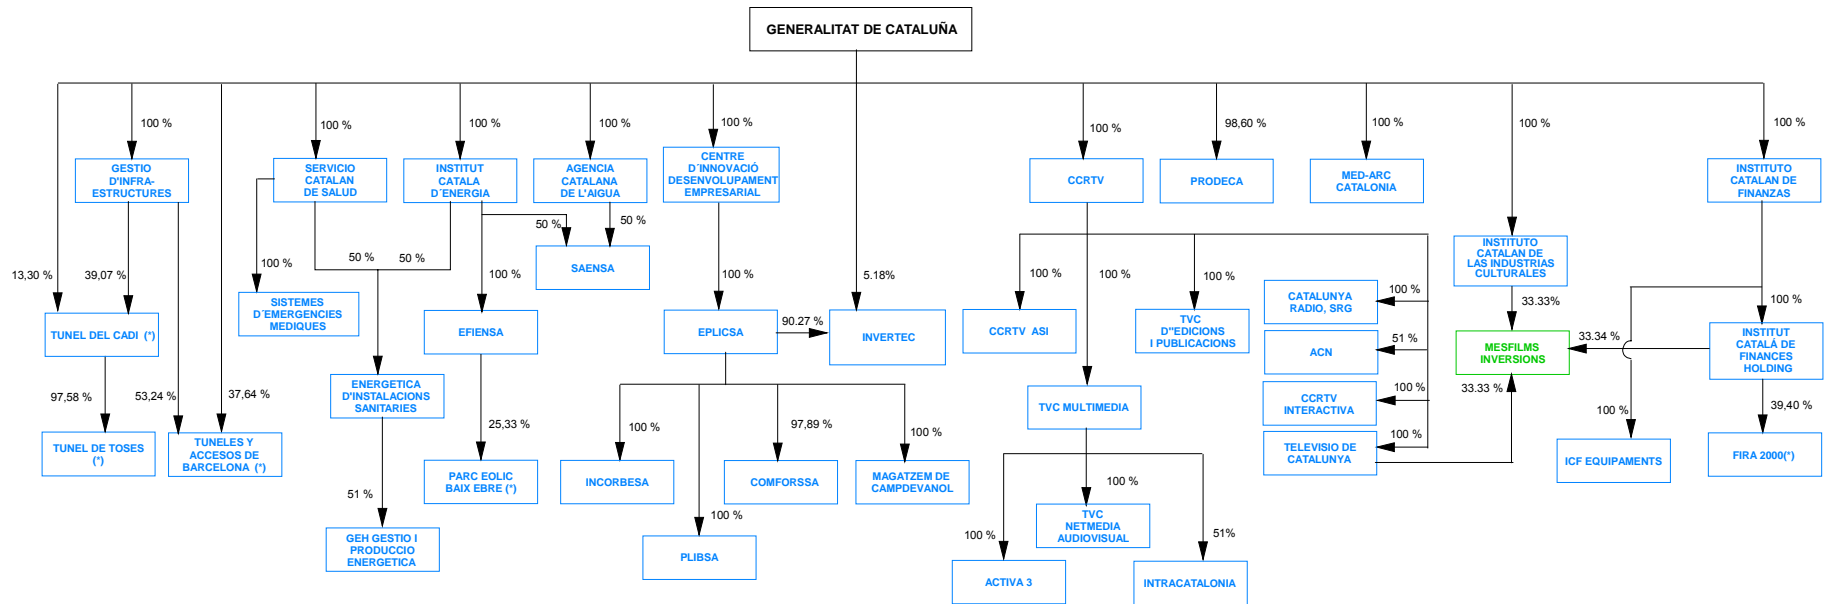 GENERALITAT DE CATALUÑA
100 %
100 %
100 %
100 %
100 %
100 %
98,60 %
100 %
100 %
100 %
GESTIO
D'INFRA-
ESTRUCTURES
SERVICIO
CATALAN
DE SALUD
INSTITUT
CATALA
D´ENERGIA
AGENCIA
CATALANA
DE L'AIGUA
CENTRE
D´INNOVACIÓ
DESENVOLUPAMENT
EMPRESARIAL
CCRTV
PRODECA
MED-ARC
CATALONIA
INSTITUTO
CATALAN DE
FINANZAS
50 %
50 %
SAENSA
INSTITUTO
CATALAN DE
LAS INDUSTRIAS
CULTURALES
13,30 %
39,07 %
100 %
50 %
50 %
100 %
100 %
5.18%
100 %
100 %
100 %
100 %
33.33%
100 %
SISTEMES
D´EMERGENCIES
MEDIQUES
CATALUNYA
RADIO, SRG
TUNEL DEL CADI (*)
EFIENSA
EPLICSA
90.27 %
INVERTEC
CCRTV ASI
TVC
D"EDICIONS
I PUBLICACIONS
51 %
ACN
MESFILMS
INVERSIONS
33.34 %
INSTITUT
CATALÁ DE
FINANCES
HOLDING
97,58 %
53,24 %
37,64 %
ENERGETICA
D'INSTALACIONS
SANITARIES
TVC MULTIMEDIA
100 %
CCRTV
INTERACTIVA
33.33 %
25,33 %
100 %
97,89 %
100 %
100 %
100 %
39,40 %
TUNEL DE TOSES
(*)
TUNELES Y
ACCESOS DE
BARCELONA (*)
TELEVISIO DE
CATALUNYA
ICF EQUIPAMENTS
FIRA 2000(*)
PARC EOLIC
BAIX EBRE (*)
INCORBESA
COMFORSSA
MAGATZEM DE
CAMPDEVANOL
100 %
51 %
100 %
TVC
NETMEDIA
AUDIOVISUAL
100 %
51%
GEH GESTIO I
PRODUCCIO
ENERGETICA
PLIBSA
ACTIVA 3
INTRACATALONIA